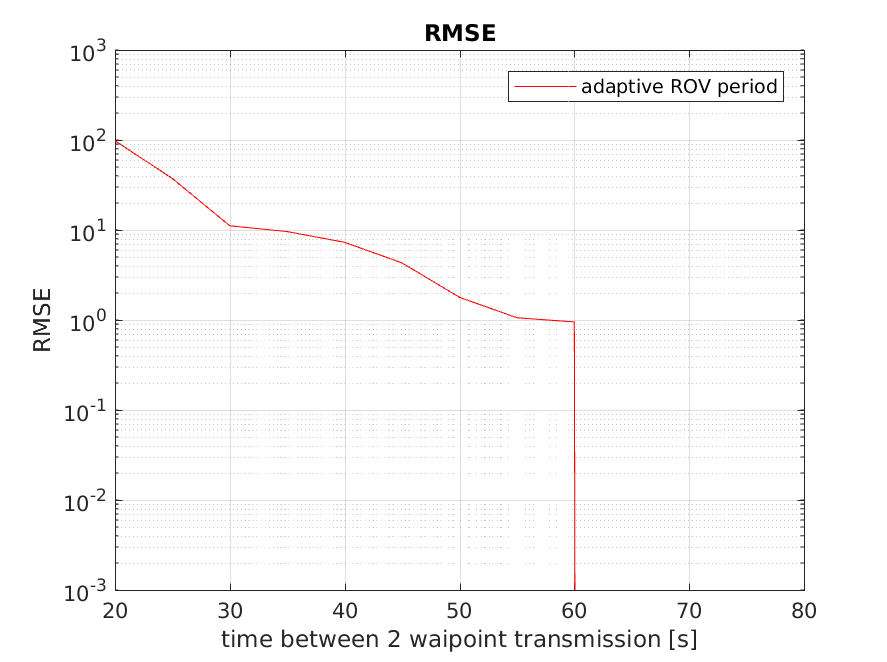 RMSE
adaptive ROV period
10^3
10^2
10^1
10^0
10^-1
10^-2
10^-3
RMSE
20 30 40 50 60 70 80
time between 2 waipoint transmission [s]